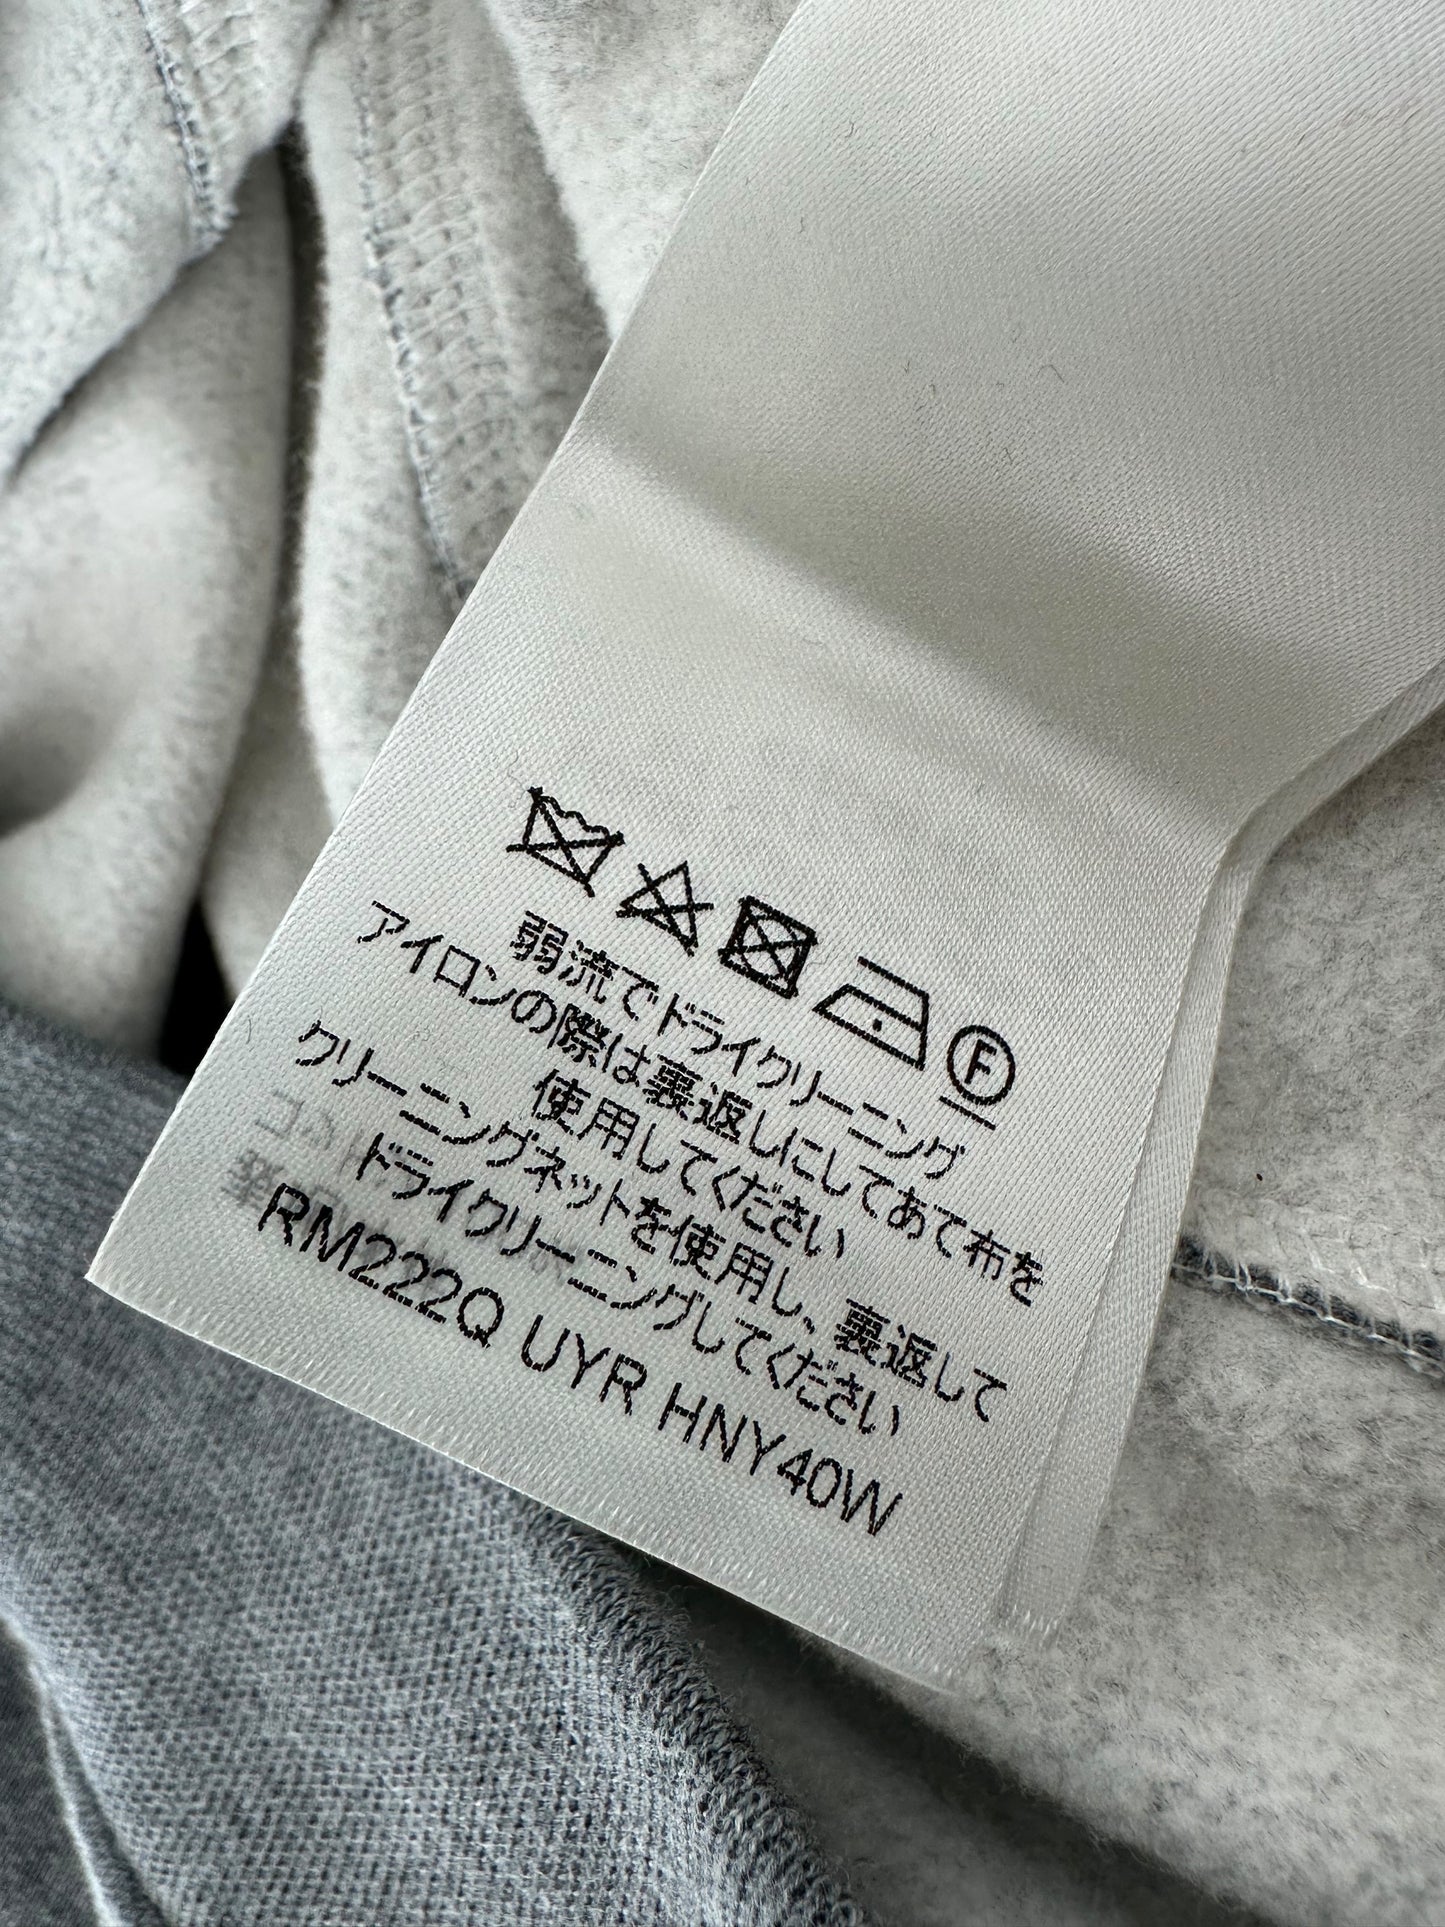 F
弱流でドライクリーニング
アイロンの際は裏返しにしてあて布を
使用してください
クリーニングネットを使用し、裏返して
ドライクリーニングしてください
RM222Q UYR HNY40W